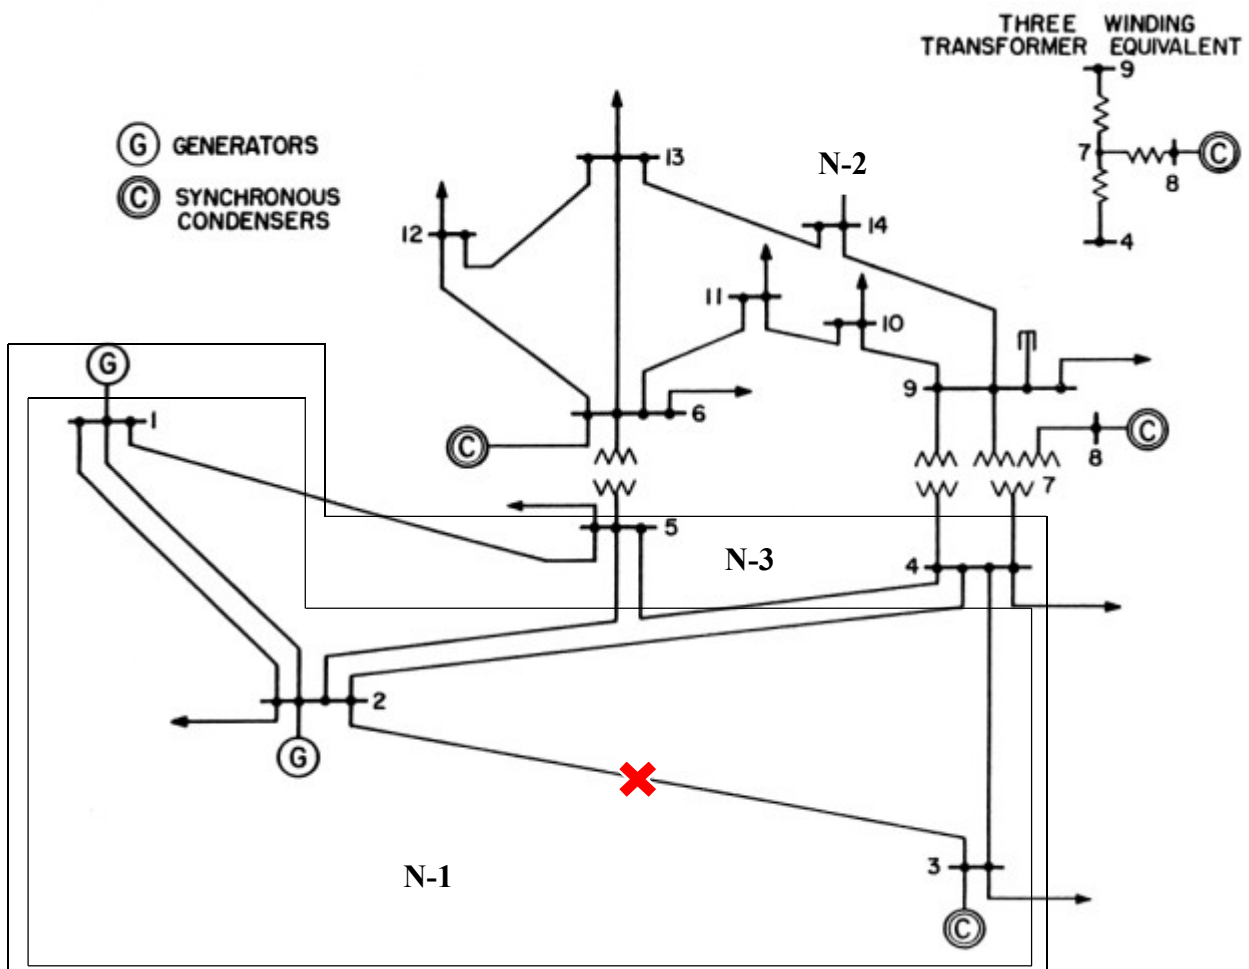 THREE WINDING
TRANSFORMER EQUIVALENT
9
7
C
8
4
G GENERATORS
C SYNCHRONOUS
CONDENSERS
13
N-2
12
14
11
10
G
1
9
6
C
C
8
7
5
N-3
4
2
G
N-1
3
C